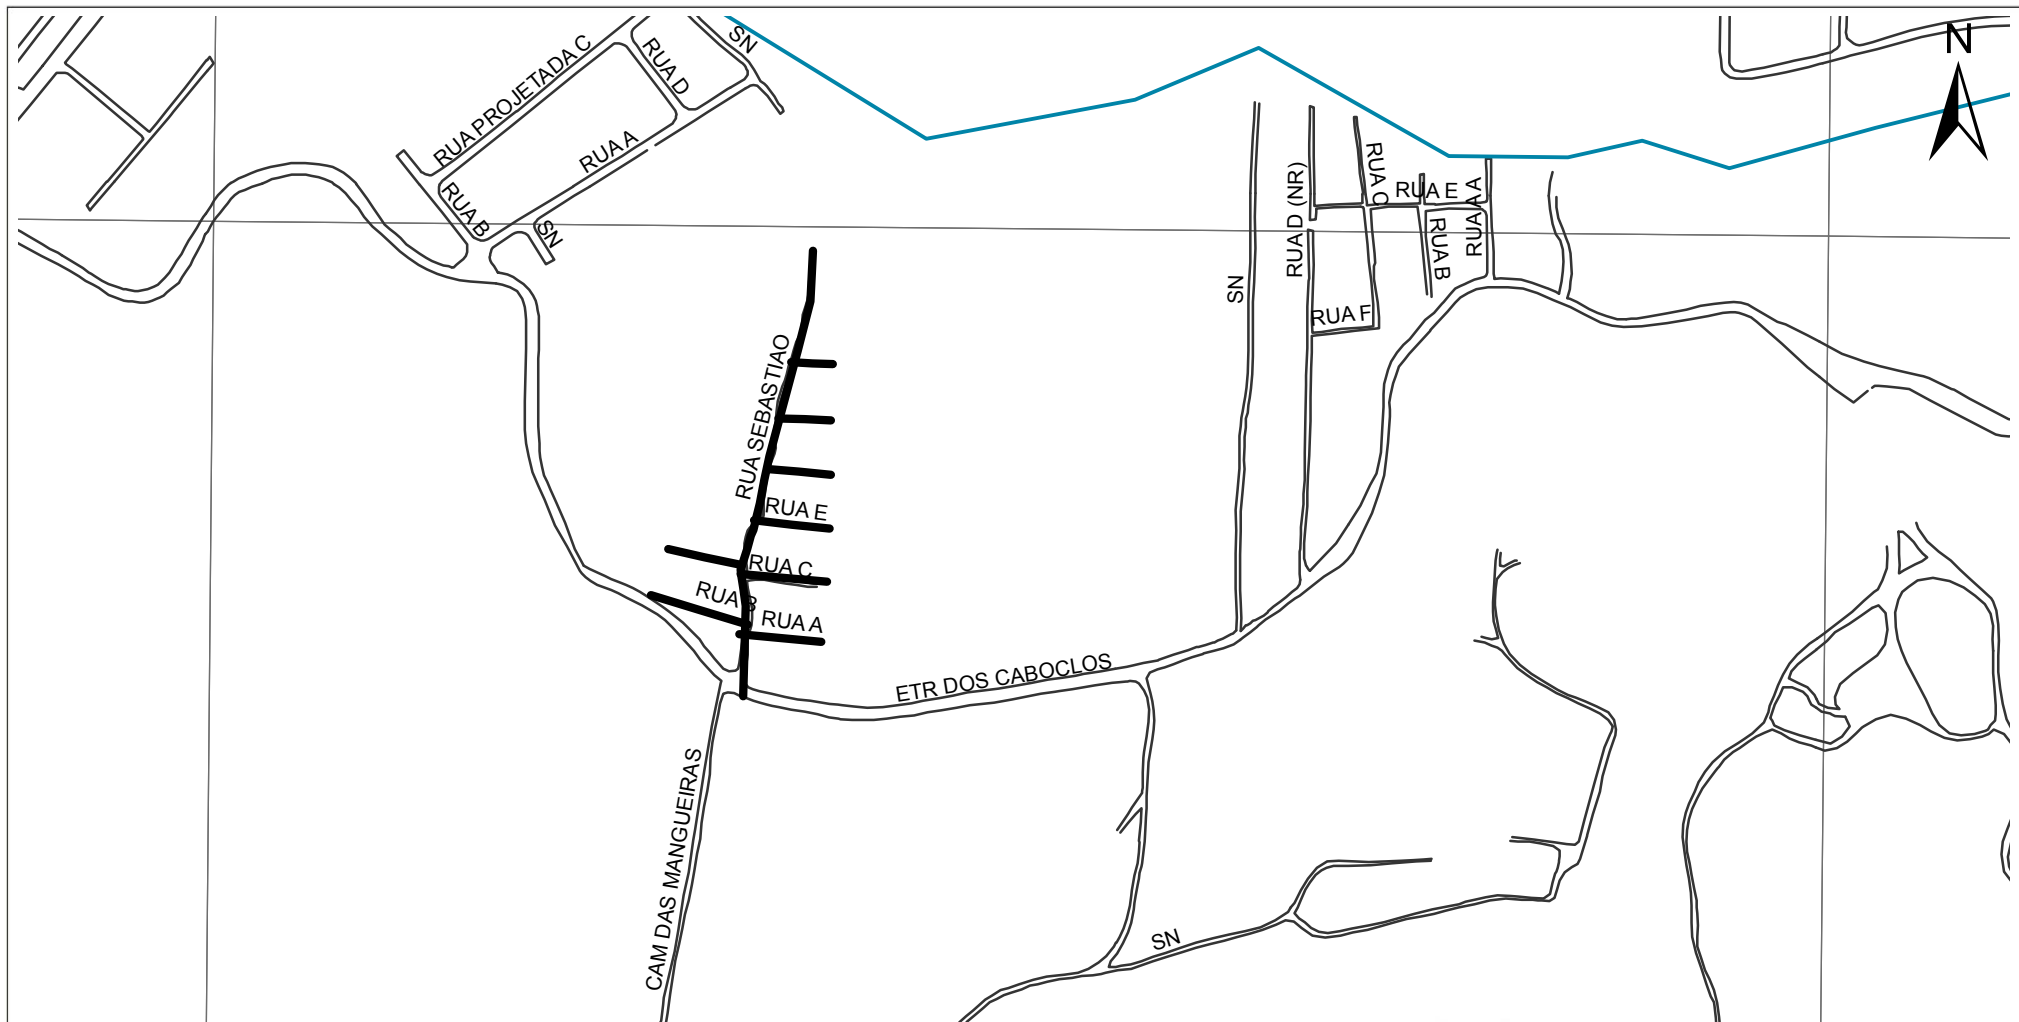 SN
N
RUA D
RUA PROJETADA C
RUA A
RUA B
SN
RUA D (NR)
RUA C
RUA E
RUA A A
RUA B
SN
RUA F
RUA SEBASTIAO
RUA E
RUA C
RUA B
RUA A
ETR DOS CABOCLOS
CAM DAS MANGUEIRAS
SN